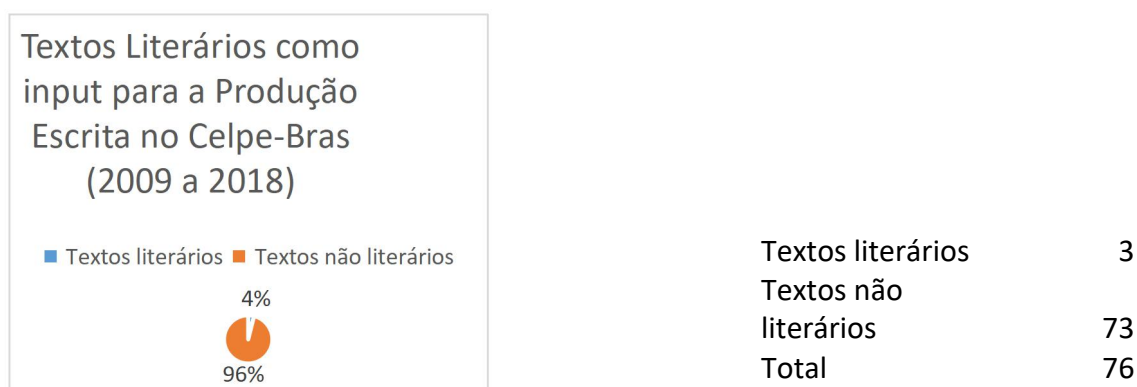 Textos Literários como
input para a Produção
Escrita no Celpe-Bras
(2009 a 2018)
Textos literários Textos não literários
4%
96%
Textos literários 3
Textos não
literários 73
Total 76